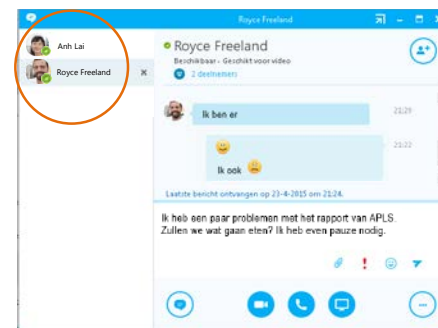 Royce Freeland
Anh Lai
Royce Freeland
Royce Freeland
Beschikbaar - Geschikt voor video
2 deelnemers
Ik ben er
21:21
21:22
Ik ook
Laatste bericht ontvangen op 23-4-2015 om 21:24.
Ik heb een paar problemen met het rapport van APLS.
Zullen we wat gaan eten? Ik heb even pauze nodig.